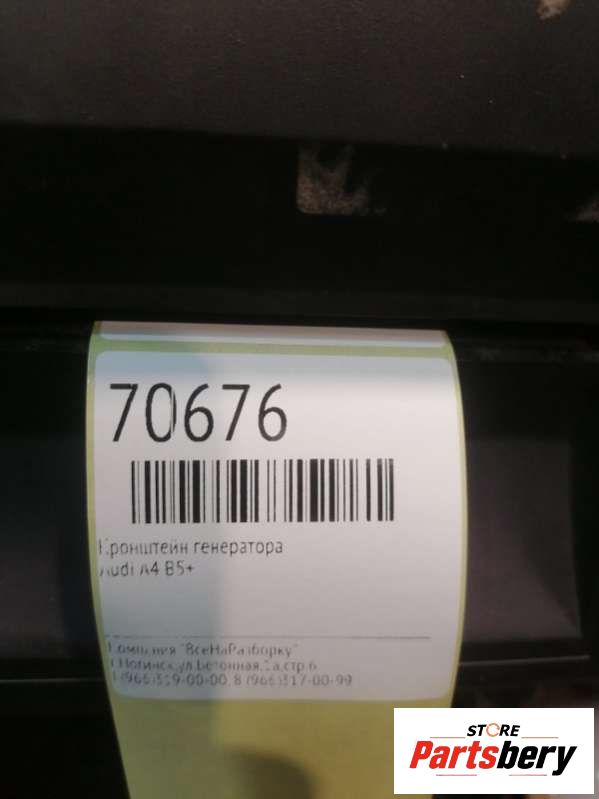 70676
Кронштейн генератора
Audi A4 B5+
Компания "ВсеНаРазборку"
г.Ногинск,ул.Бетонная,1а,стр.6
8 (966)319-00-00, 8 (966)317-00-99
STORE
Partsbery